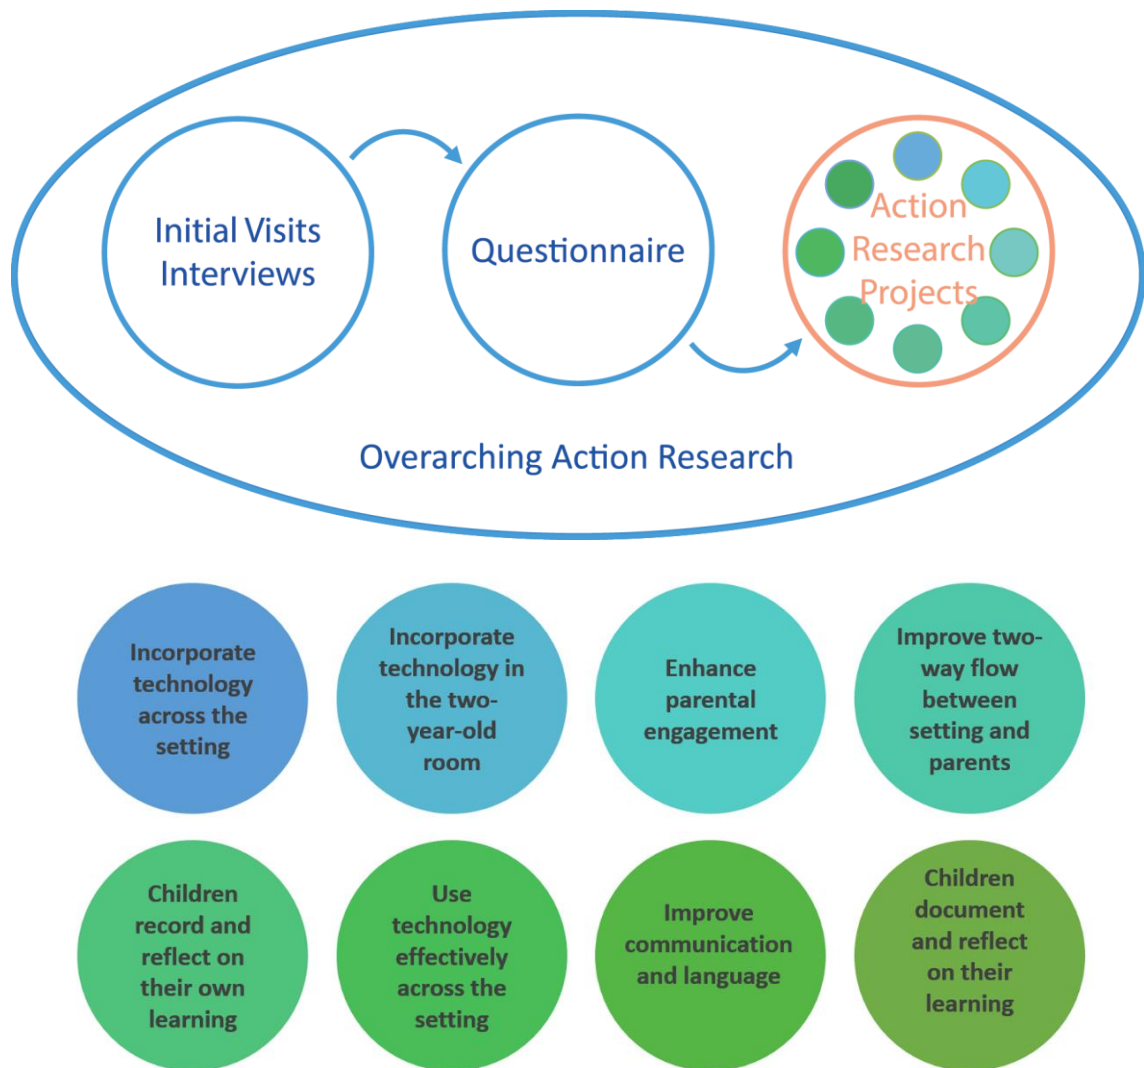 Initial Visits
Interviews
Questionnaire
Action
Research
Projects
Overarching Action Research
Incorporate
technology
across the
setting
Incorporate
technology in
the two-
year-old
room
Enhance
parental
engagement
Improve two-
way flow
between
setting and
parents
Children
record and
reflect on
their own
learning
Use
technology
effectively
across the
setting
Improve
communication
and language
Children
document
and reflect
on their
learning